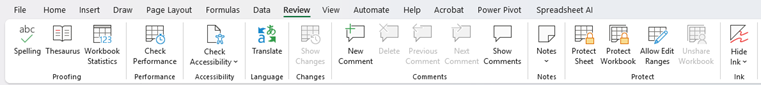 File Home Insert Draw Page Layout Formulas Data Review View Automate Help Acrobat Power Pivot Spreadsheet AI
abc
123
Spelling Thesaurus Workbook Statistics
Check Performance
Check Accessibility
Translate
Show Changes
New Comment Delete Previous Comment Next Comment Show Comments
Notes
Protect Sheet Protect Workbook Allow Edit Ranges Unshare Workbook
Hide Ink
Proofing Performance Accessibility Language Changes Comments Notes Protect Ink